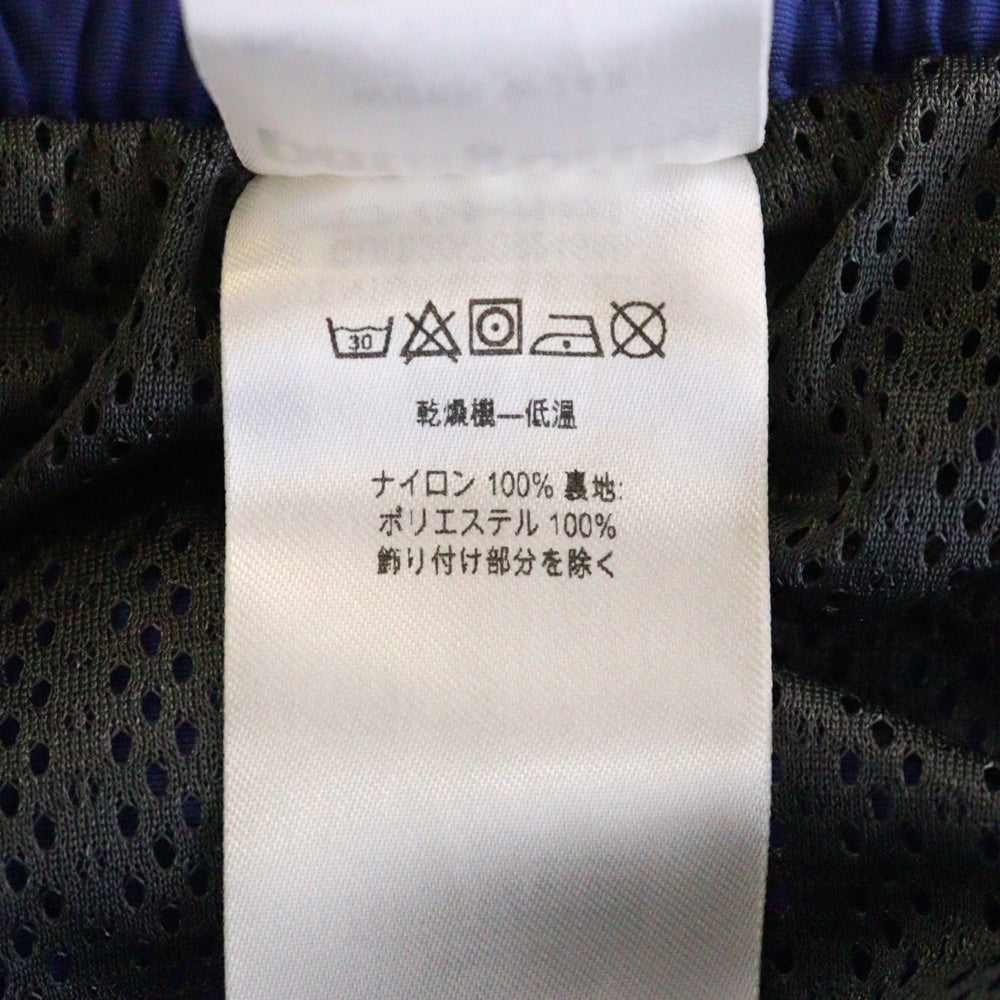 30
乾燥機—低温
ナイロン 100% 裏地:
ポリエステル 100%
飾り付け部分を除く